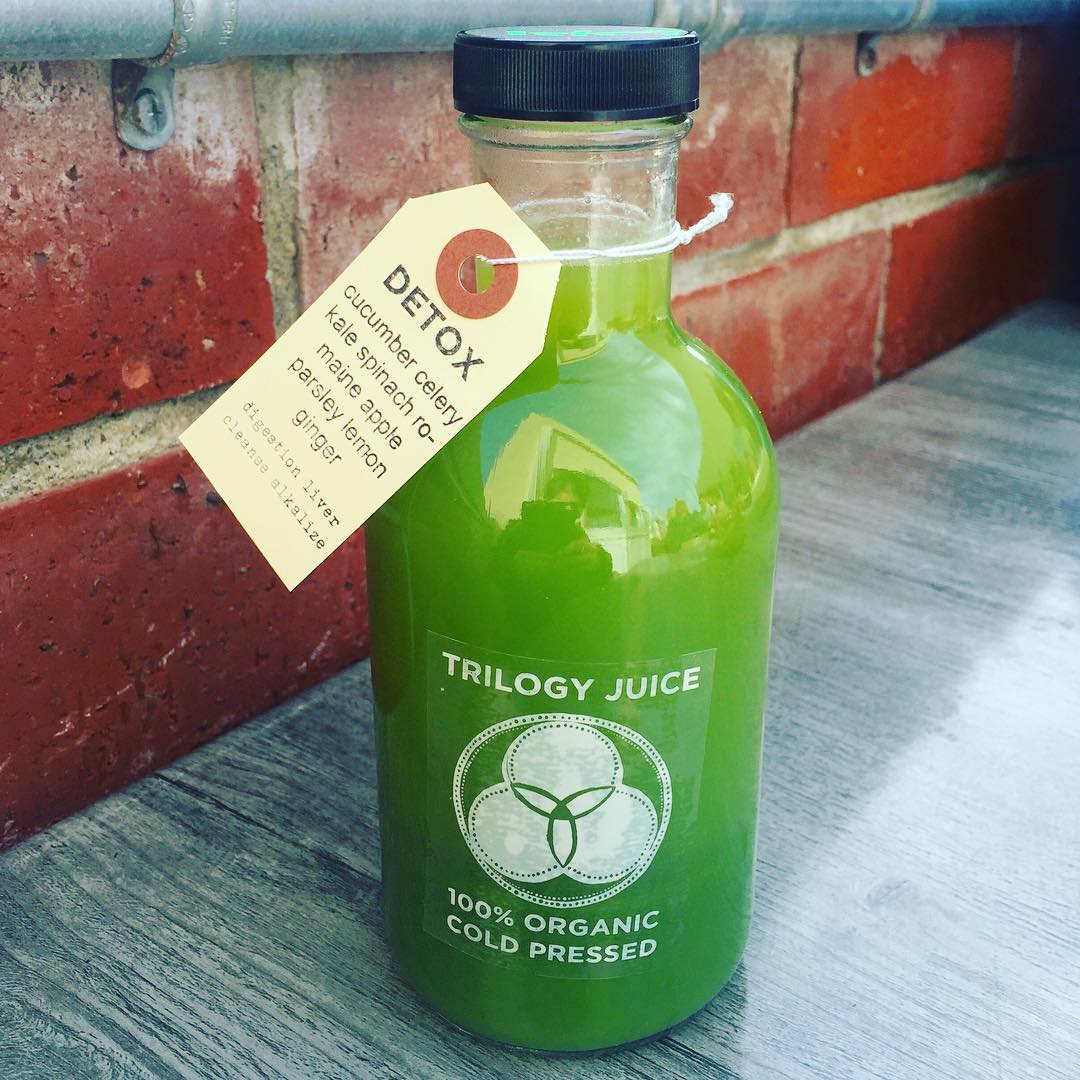 DETOX
cucumber celery
kale spinach ro-
maine apple
parsley lemon
ginger
digestion liver
cleanse alkalize
TRILOGY JUICE
100% ORGANIC
COLD PRESSED